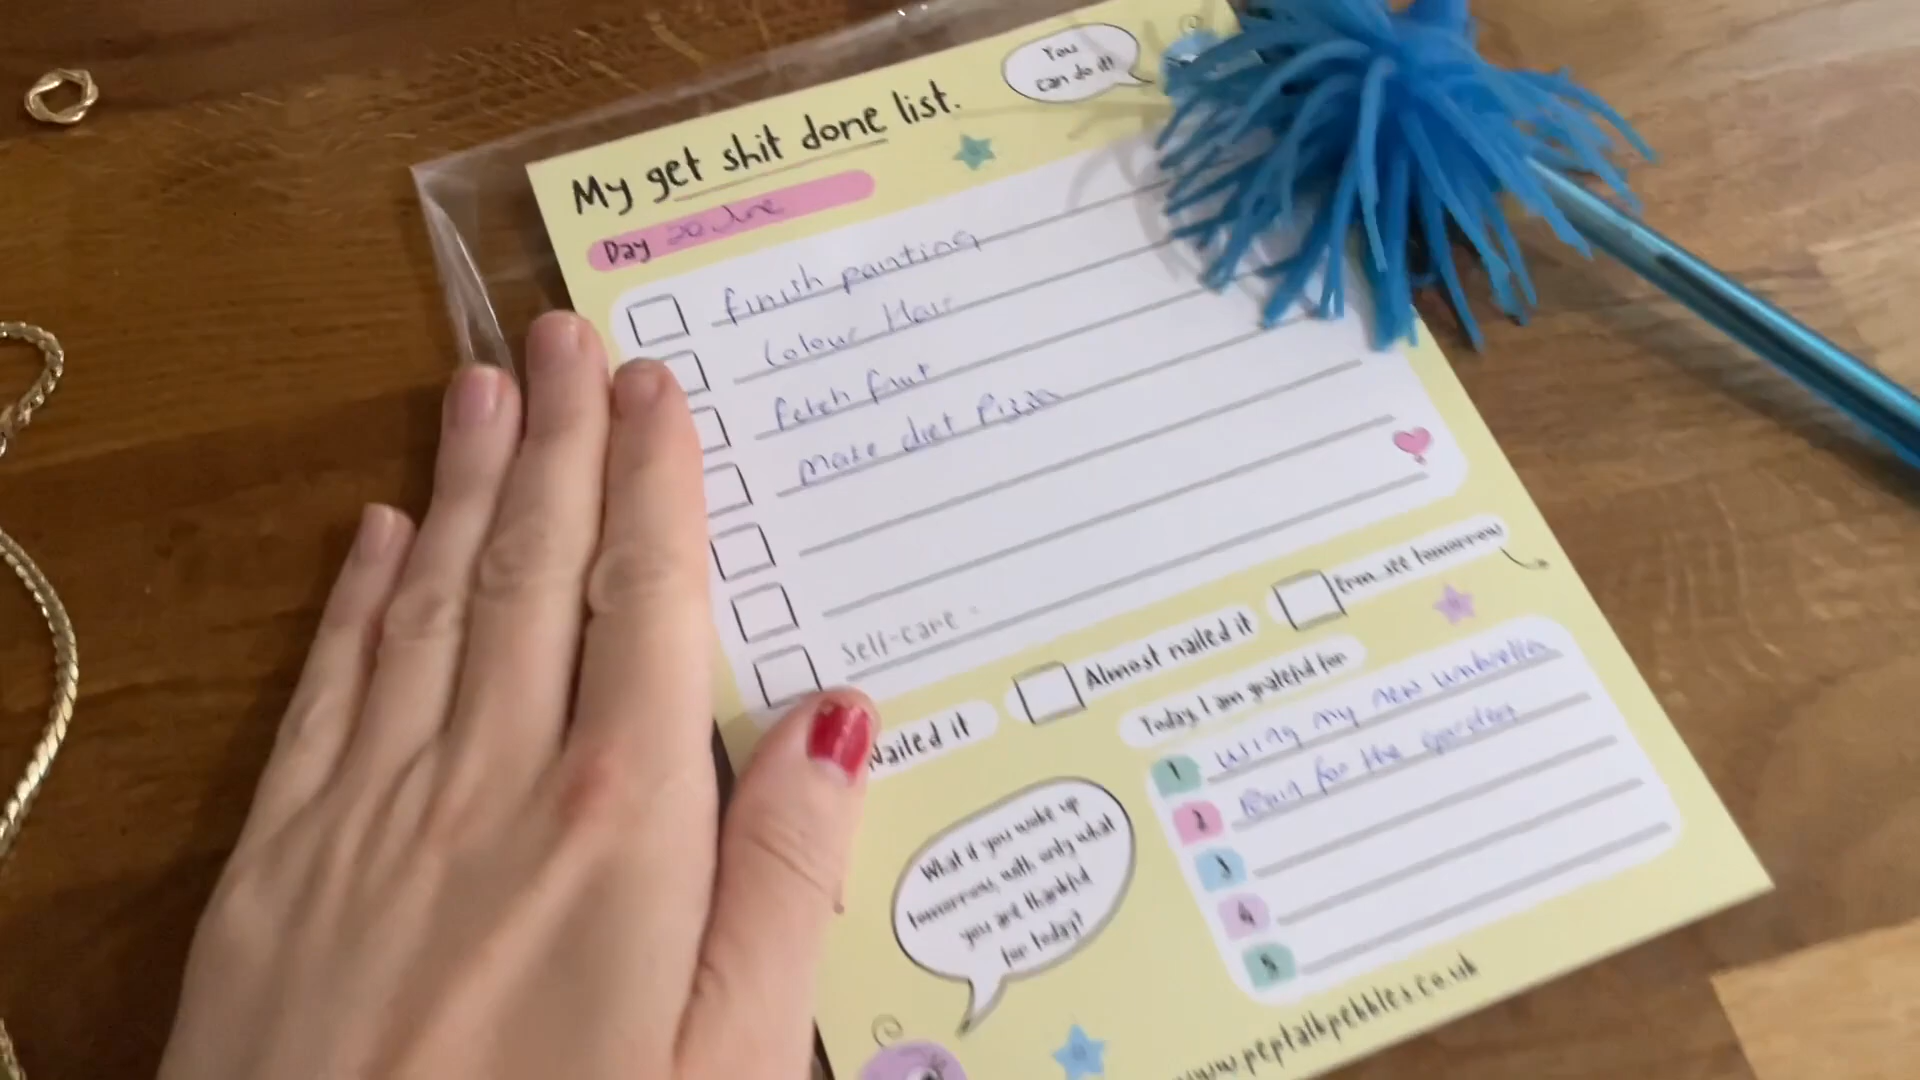 You
can do it!
My get shit done list.
Day 20 June
finish panting
Colour Hair
fetch fruit
Make diet Pizza
Self-care -
Nailed it
Almost nailed it
Erm...see tomorrow
Today, I am grateful for
1 Using my new umbrella
2 Rain for the garden
3
4
5
What if you woke up
tomorrow, with only what
you are thankful
for today?
www.peptalkpebbles.co.uk